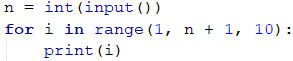 n = int(input())
for i in range(1, n + 1, 10):
    print(i)